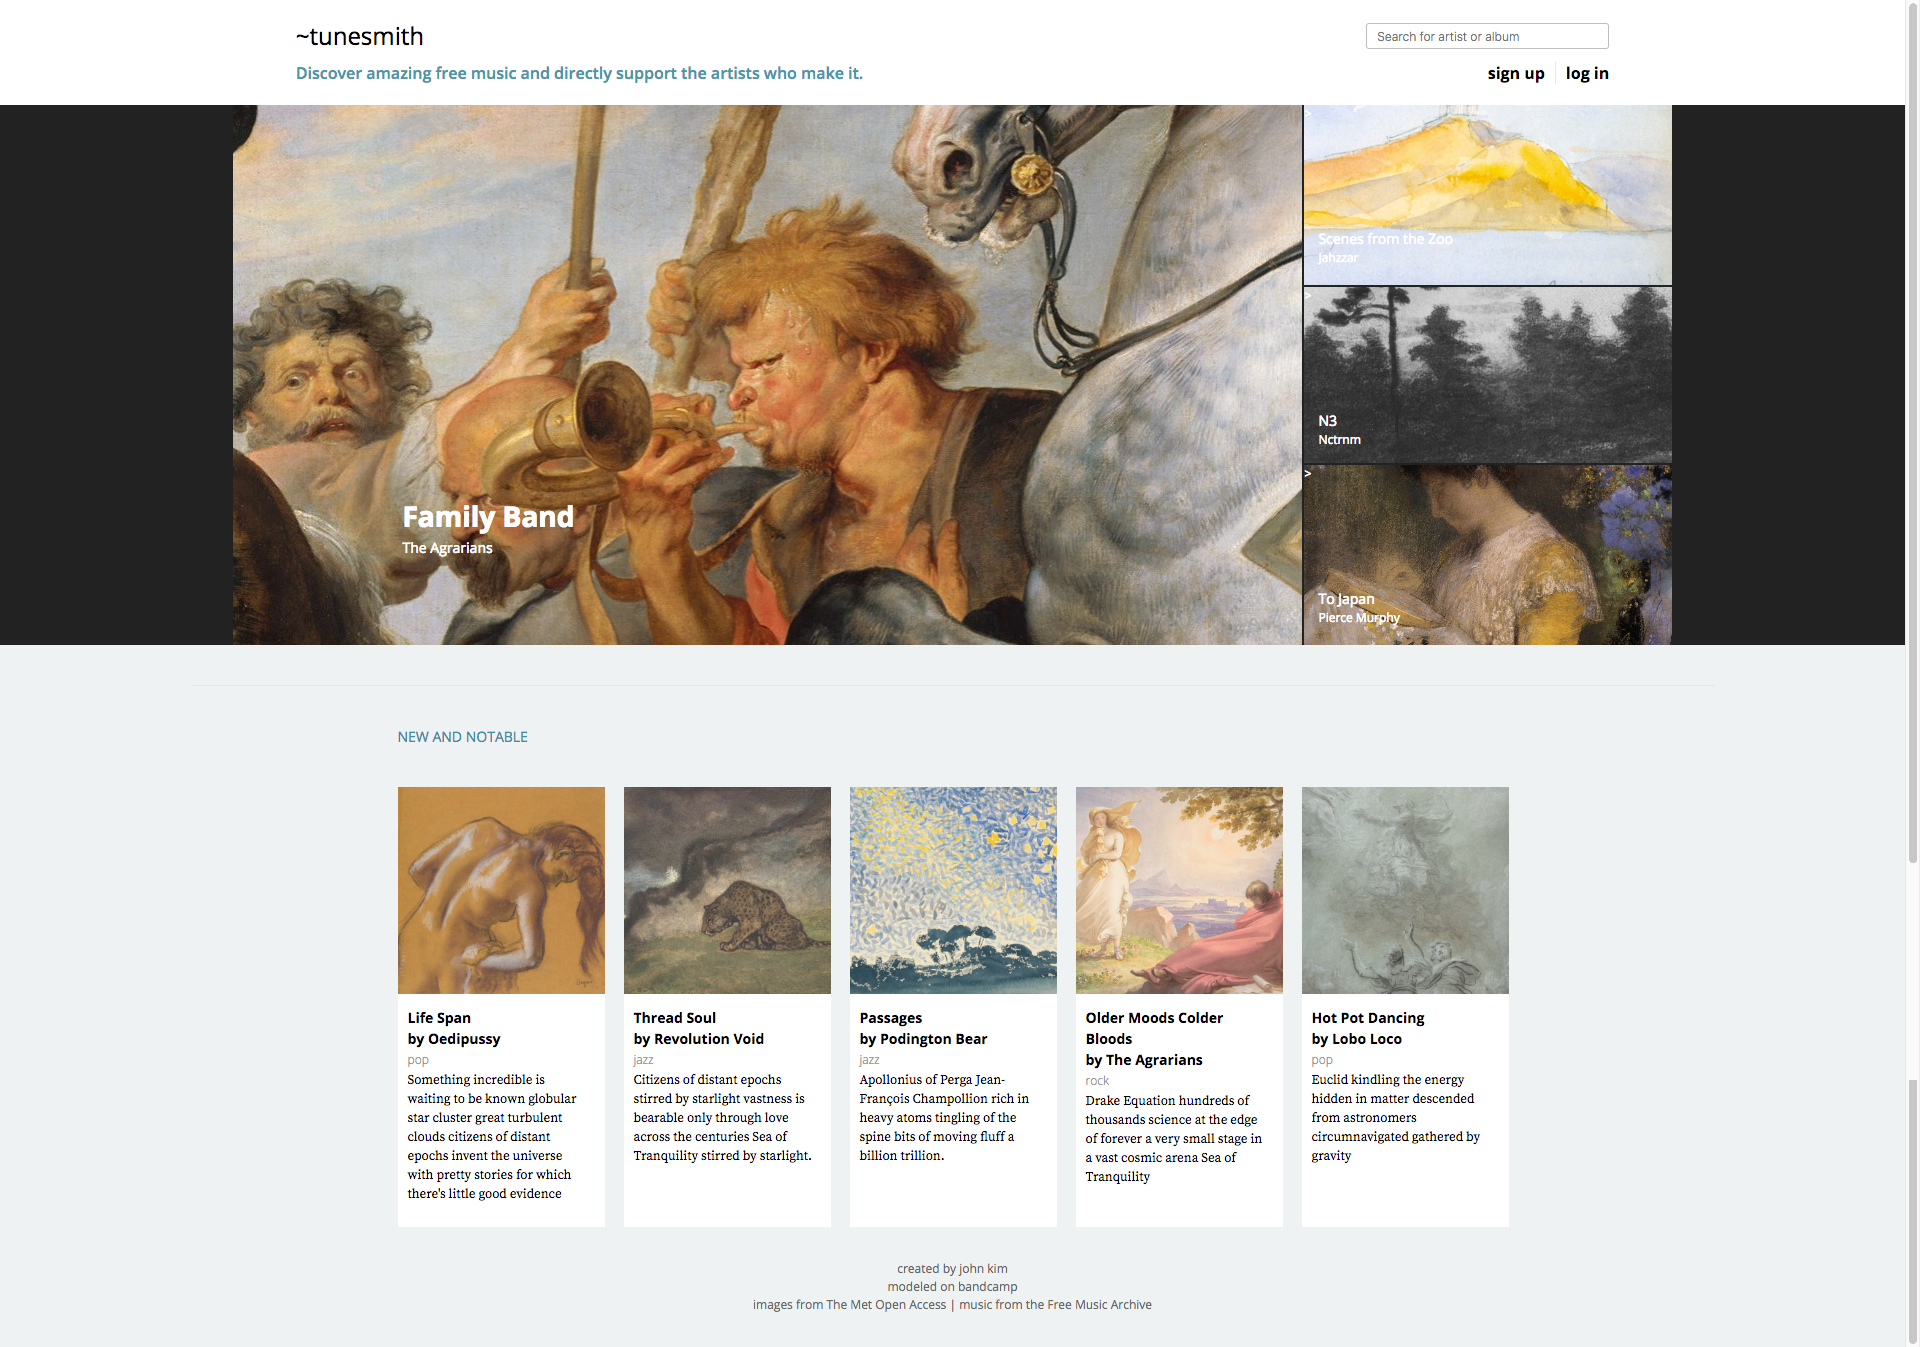 ~tunesmith
Search for artist or album
Discover amazing free music and directly support the artists who make it.
sign up
log in
Family Band
The Agrarians
>
Scenes from the Zoo
Jahzzar
>
N3
Nctrnm
>
To Japan
Pierce Murphy
NEW AND NOTABLE
Life Span
by Oedipussy
pop
Something incredible is
waiting to be known globular
star cluster great turbulent
clouds citizens of distant
epochs invent the universe
with pretty stories for which
there's little good evidence
Thread Soul
by Revolution Void
jazz
Citizens of distant epochs
stirred by starlight vastness is
bearable only through love
across the centuries Sea of
Tranquility stirred by starlight.
Passages
by Podington Bear
jazz
Apollonius of Perga Jean-
François Champollion rich in
heavy atoms tingling of the
spine bits of moving fluff a
billion trillion.
Older Moods Colder
Bloods
by The Agrarians
rock
Drake Equation hundreds of
thousands science at the edge
of forever a very small stage in
a vast cosmic arena Sea of
Tranquility
Hot Pot Dancing
by Lobo Loco
pop
Euclid kindling the energy
hidden in matter descended
from astronomers
circumnavigated gathered by
gravity
created by john kim
modeled on bandcamp
images from The Met Open Access | music from the Free Music Archive